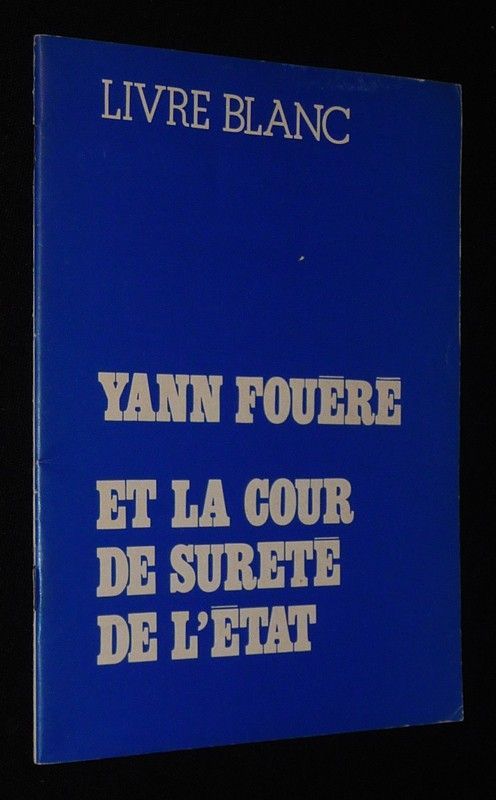 LIVRE BLANC
YANN FOUÉRÉ
ET LA COUR
DE SURETÉ
DE L'ÉTAT